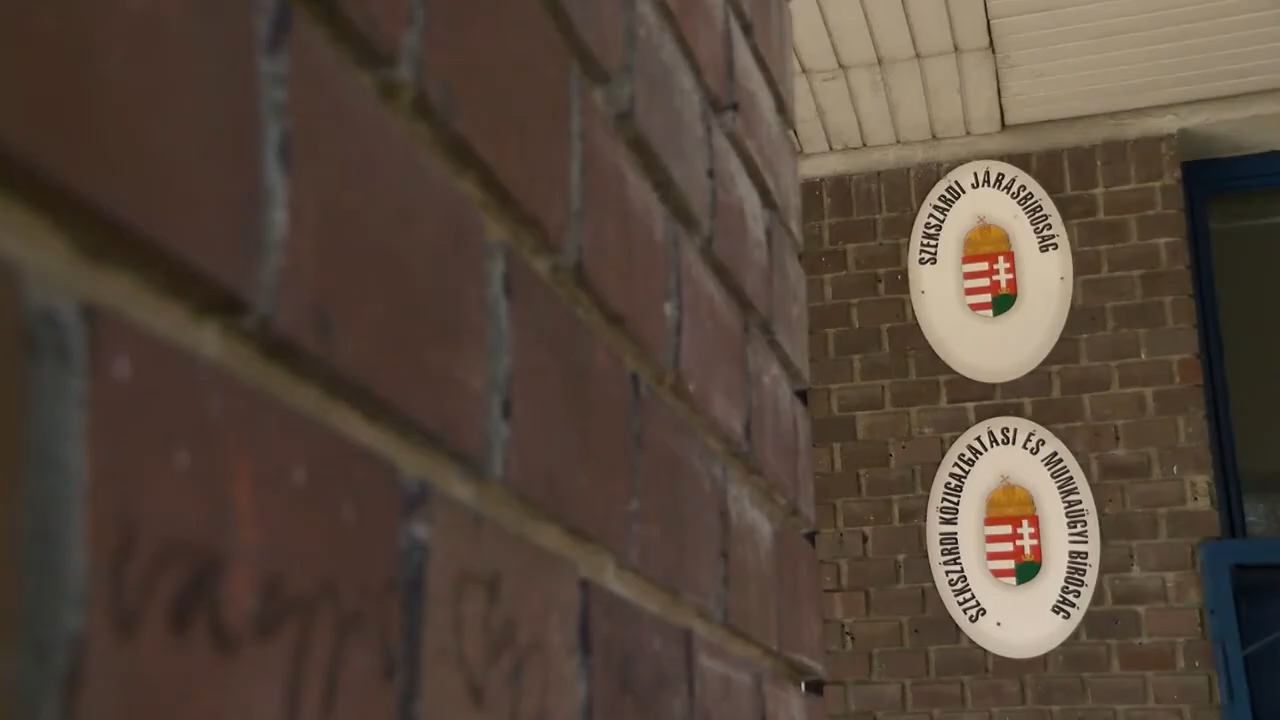 SZEKSZÁRDI JÁRÁSBÍRÓSÁG
SZEKSZÁRDI KÖZIGAZGATÁSI ÉS MUNKAÜGYI BÍRÓSÁG